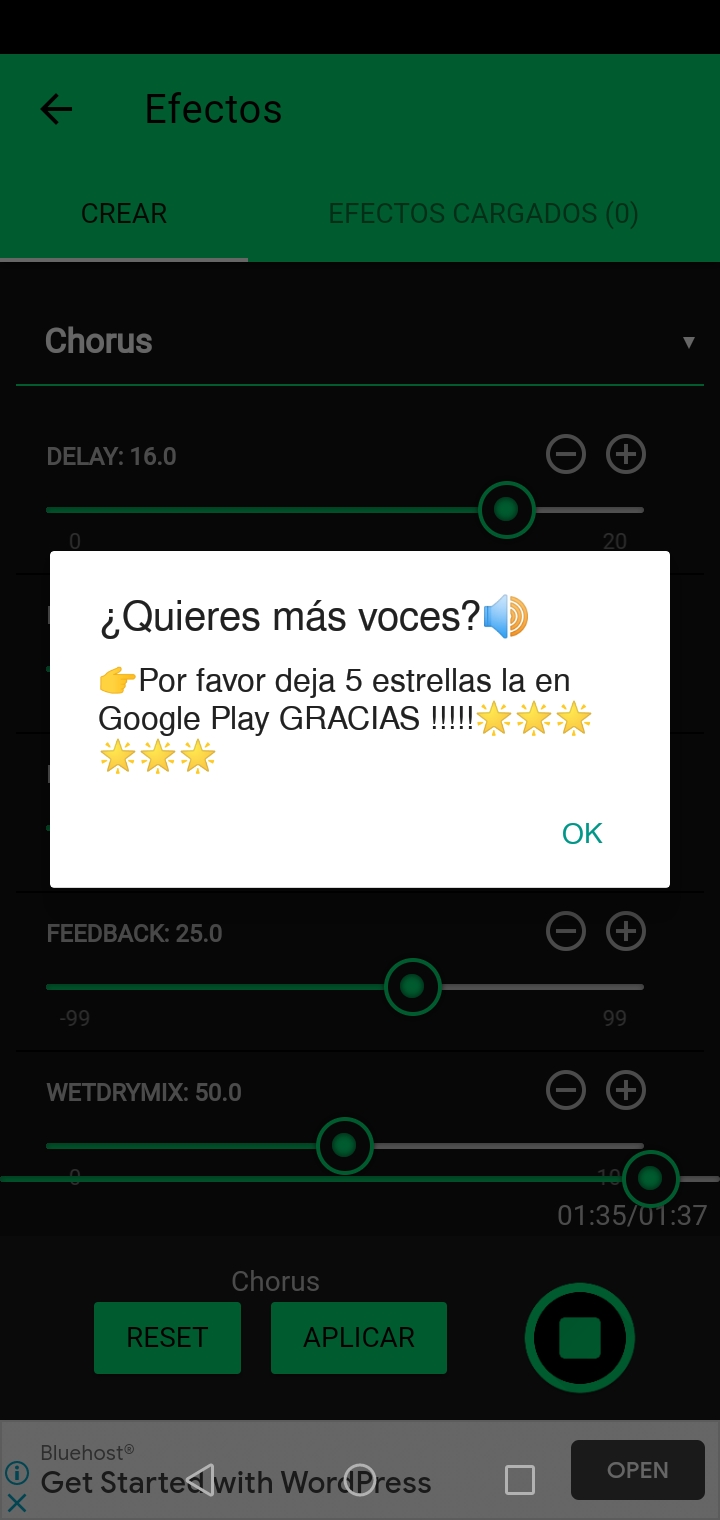 Efectos
CREAR
EFECTOS CARGADOS (0)
Chorus
DELAY: 16.0
0
20
¿Quieres más voces?🔊
👉Por favor deja 5 estrellas la en
Google Play GRACIAS !!!!!🌟🌟🌟
🌟🌟🌟
OK
FEEDBACK: 25.0
-99
99
WETDRYMIX: 50.0
0
01:35/01:37
Chorus
RESET
APLICAR
Bluehost®
Get Started with WordPress
OPEN